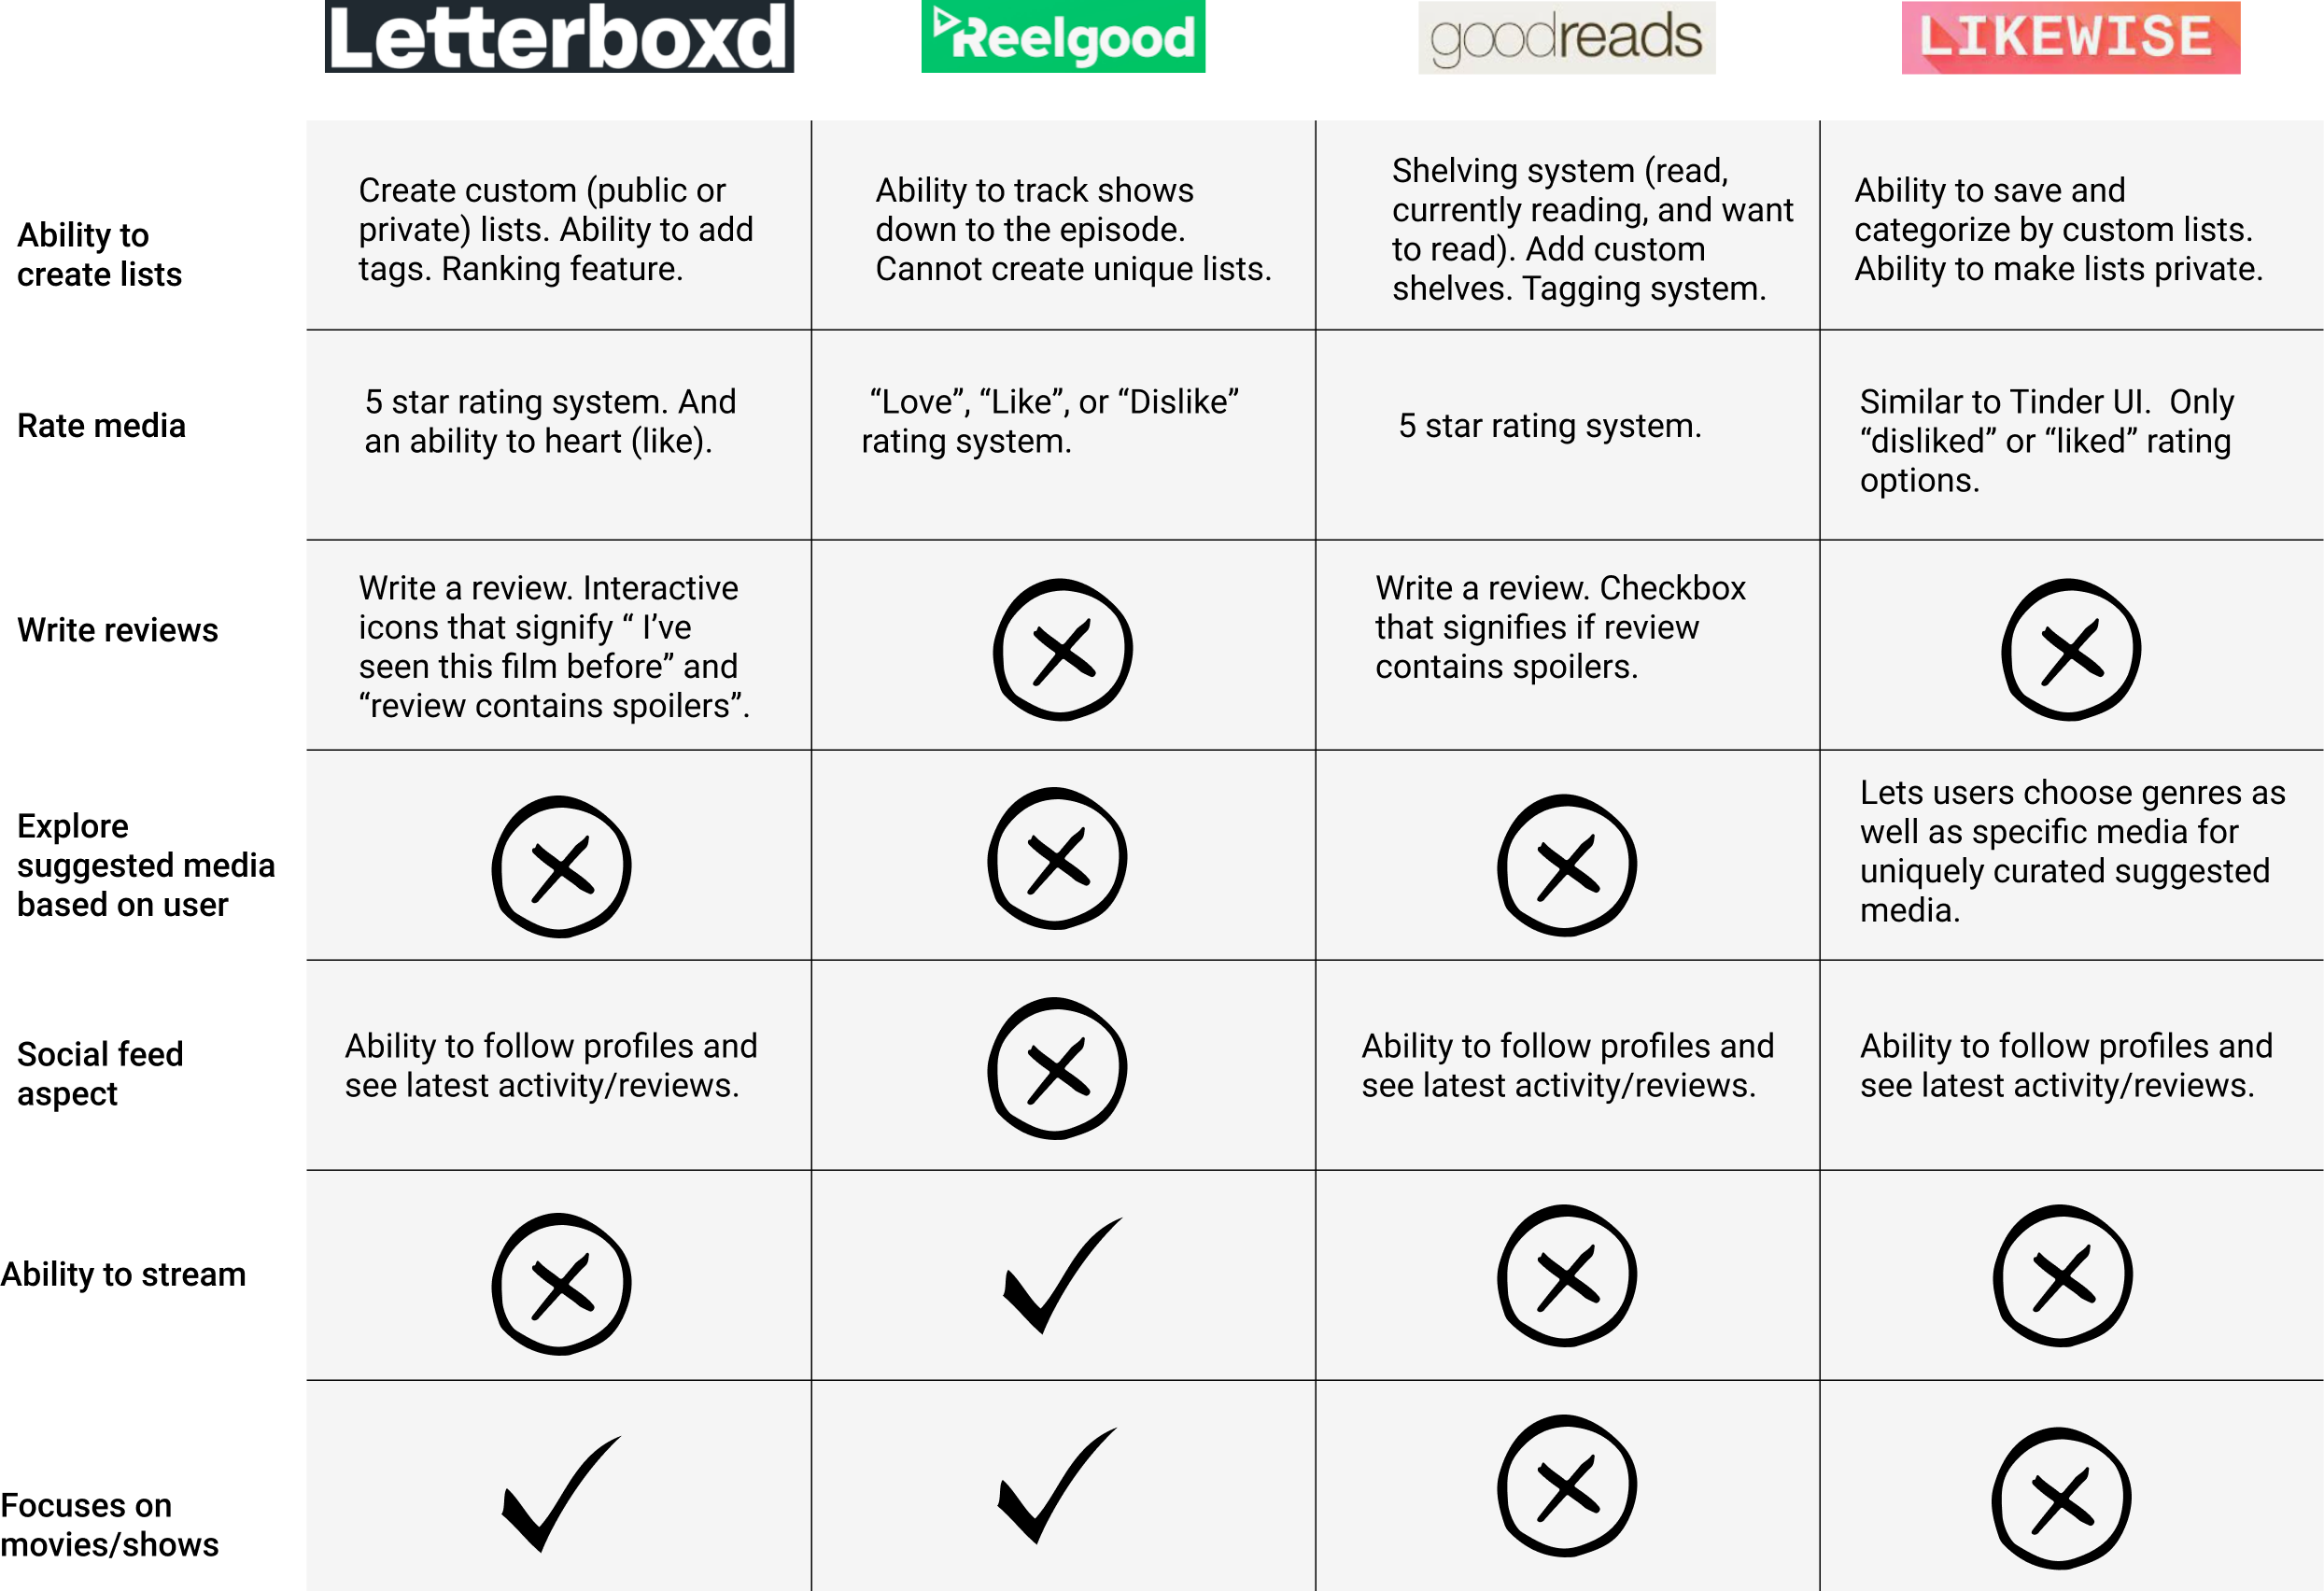 Letterboxd
Reelgood
goodreads
LIKEWISE
Ability to
create lists
Create custom (public or
private) lists. Ability to add
tags. Ranking feature.
Ability to track shows
down to the episode.
Cannot create unique lists.
Shelving system (read,
currently reading, and want
to read). Add custom
shelves. Tagging system.
Ability to save and
categorize by custom lists.
Ability to make lists private.
Rate media
5 star rating system. And
an ability to heart (like).
“Love”, “Like”, or “Dislike”
rating system.
5 star rating system.
Similar to Tinder UI.  Only
“disliked” or “liked” rating
options.
Write reviews
Write a review. Interactive
icons that signify “ I’ve
seen this film before” and
“review contains spoilers”.
Write a review. Checkbox
that signifies if review
contains spoilers.
Explore
suggested media
based on user
Lets users choose genres as
well as specific media for
uniquely curated suggested
media.
Social feed
aspect
Ability to follow profiles and
see latest activity/reviews.
Ability to follow profiles and
see latest activity/reviews.
Ability to follow profiles and
see latest activity/reviews.
Ability to stream
Focuses on
movies/shows